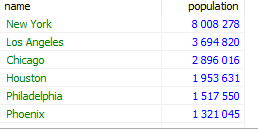 name population
New York 8 008 278
Los Angeles 3 694 820
Chicago 2 896 016
Houston 1 953 631
Philadelphia 1 517 550
Phoenix 1 321 045